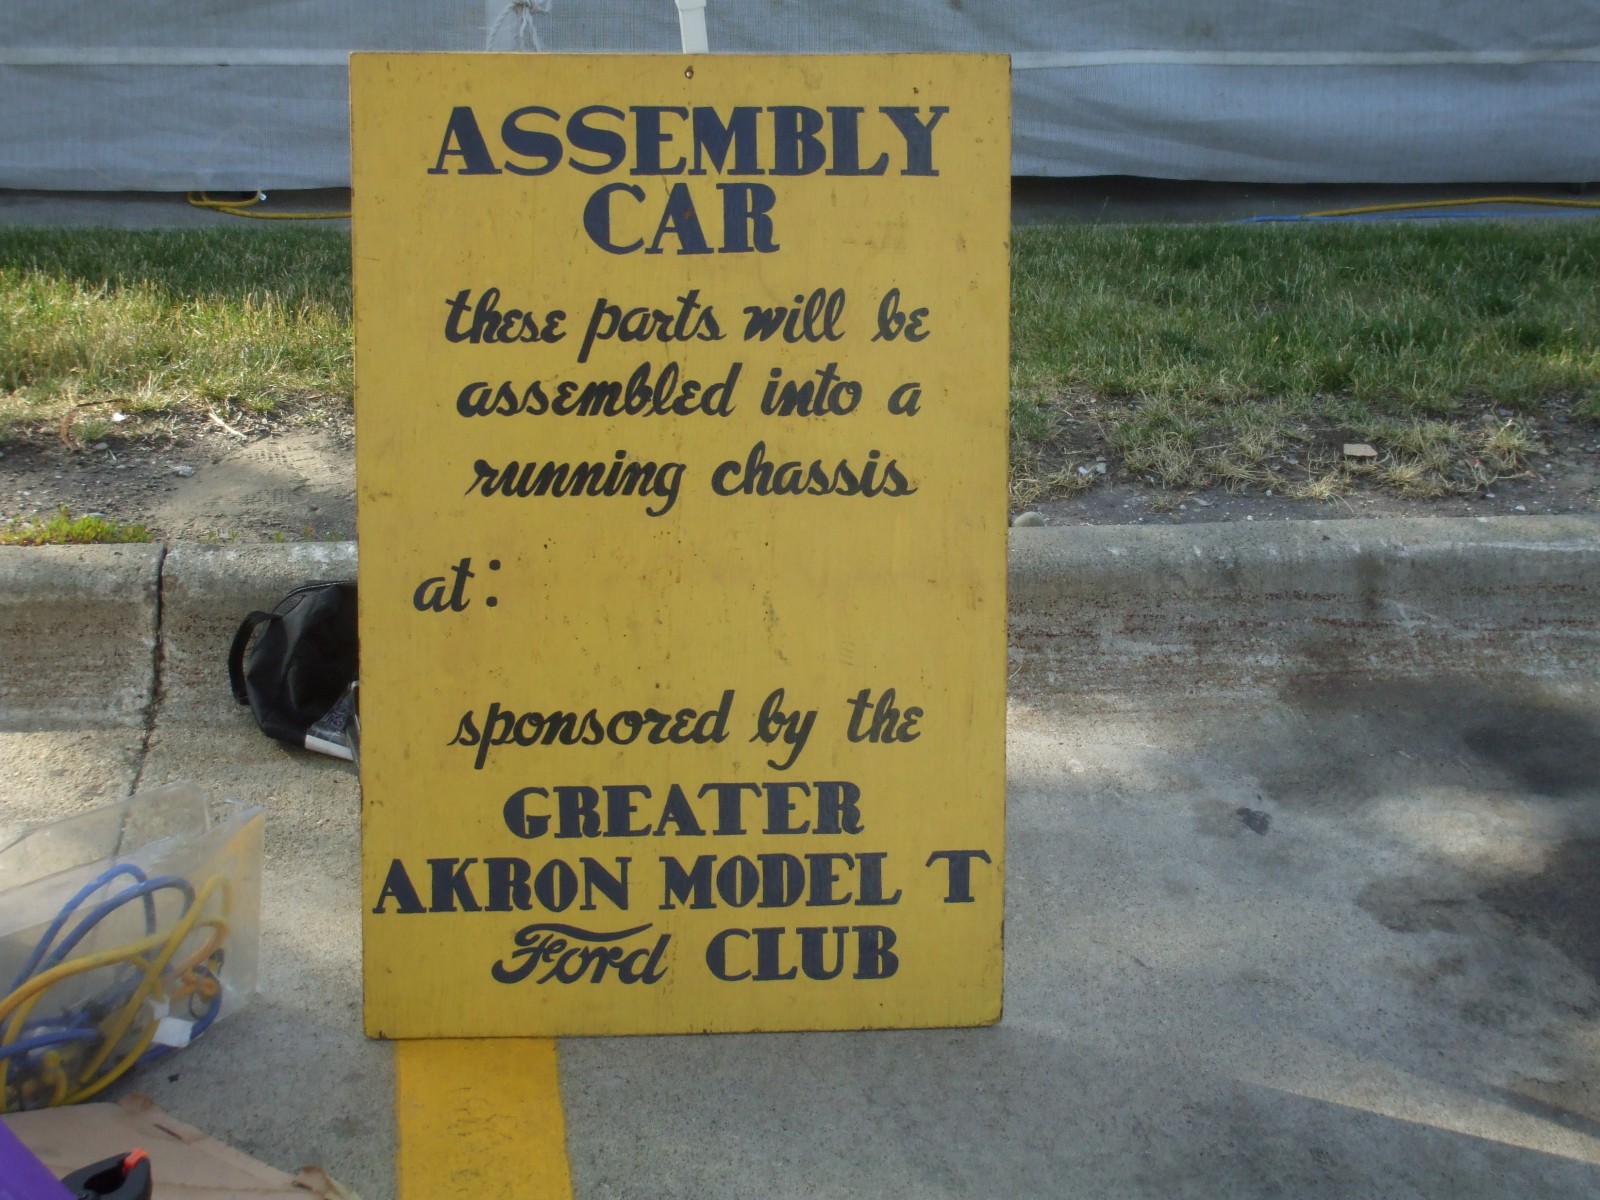 ASSEMBLY
CAR
these parts will be
assembled into a
running chassis
at:
sponsored by the
GREATER
AKRON MODEL T
Ford CLUB